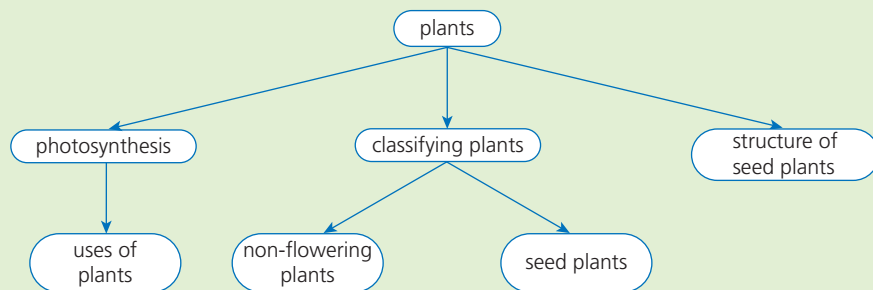 plants
photosynthesis
classifying plants
structure of
seed plants
uses of
plants
non-flowering
plants
seed plants